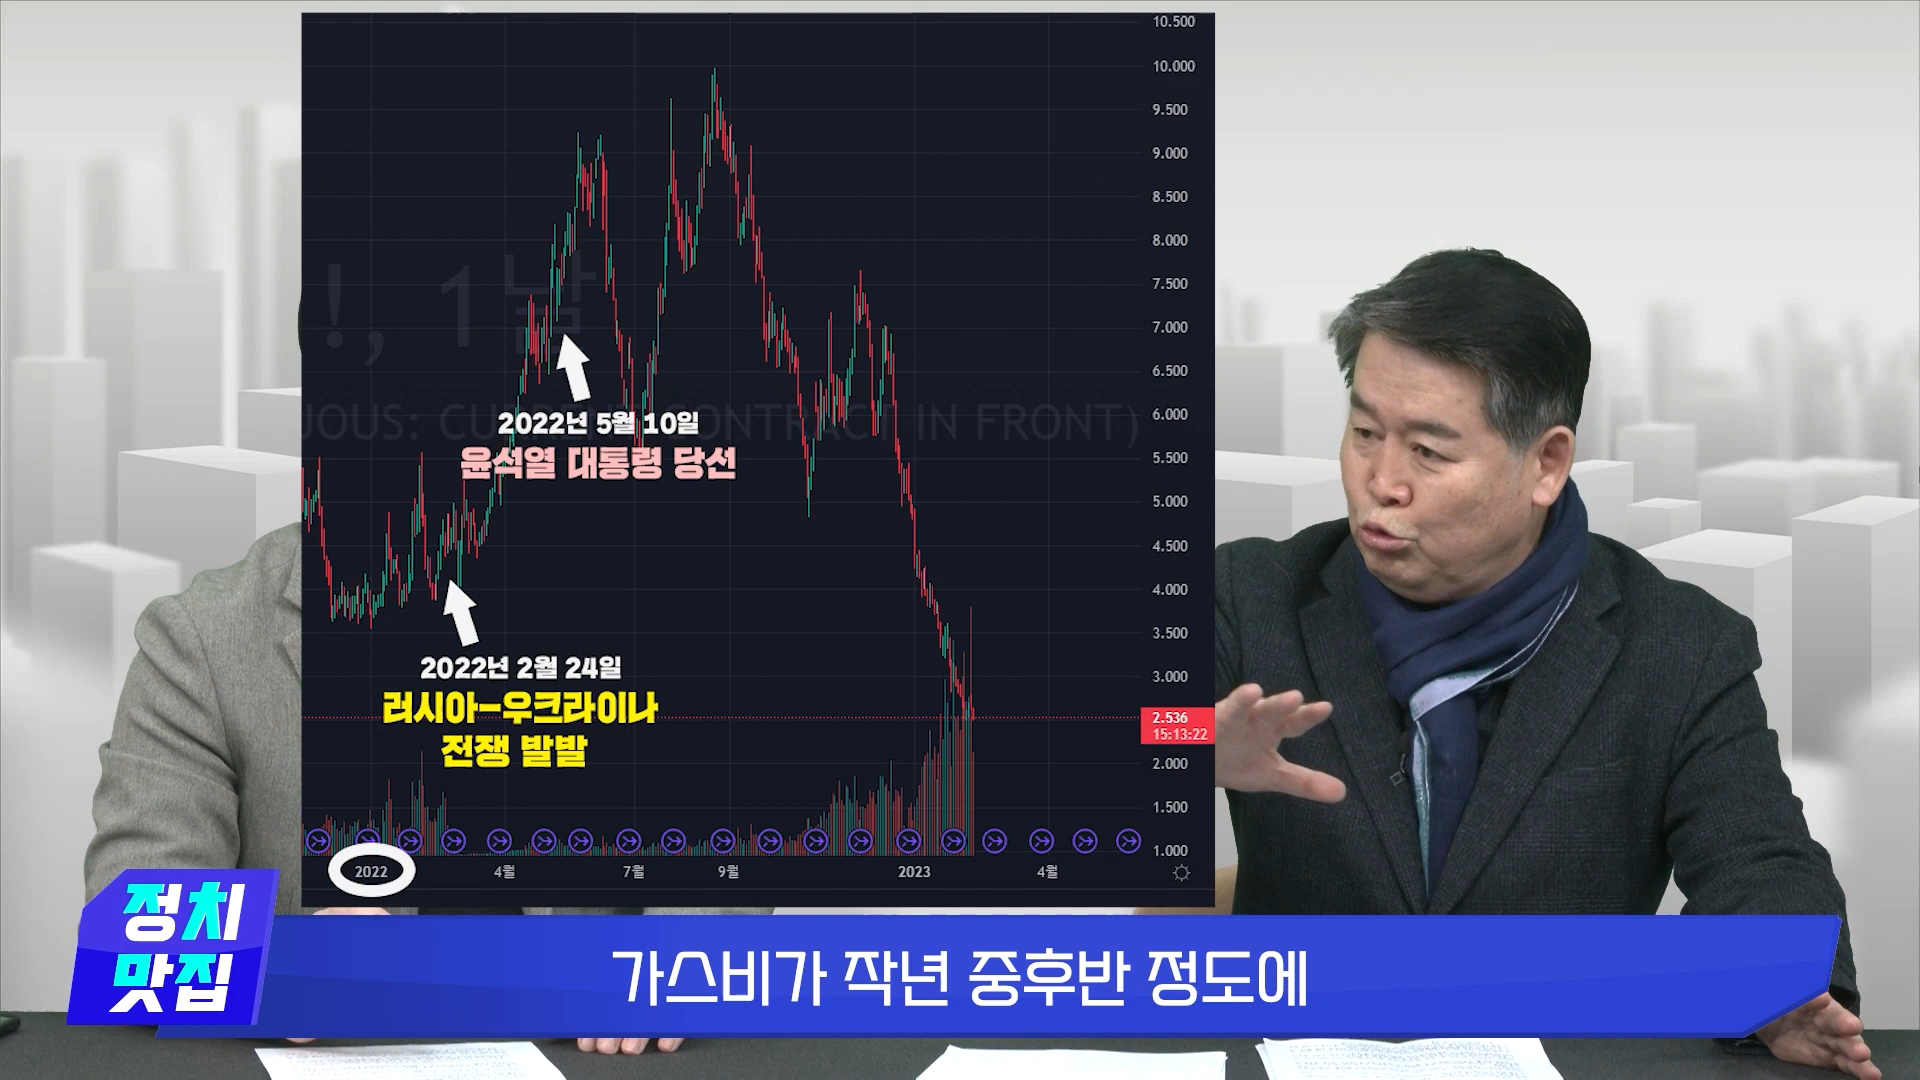 10.500
10.000
9.500
9.000
8.500
8.000
7.500
7.000
6.500
6.000
5.500
5.000
4.500
4.000
3.500
3.000
2.536
15:13:22
2.000
1.500
1.000
!, 1날
CONTRACT IN FRONT)
2022년 5월 10일
윤석열 대통령 당선
2022년 2월 24일
러시아-우크라이나
전쟁 발발
2022 4월 7월 9월 2023 4월
정치
맛집
가스비가 작년 중후반 정도에